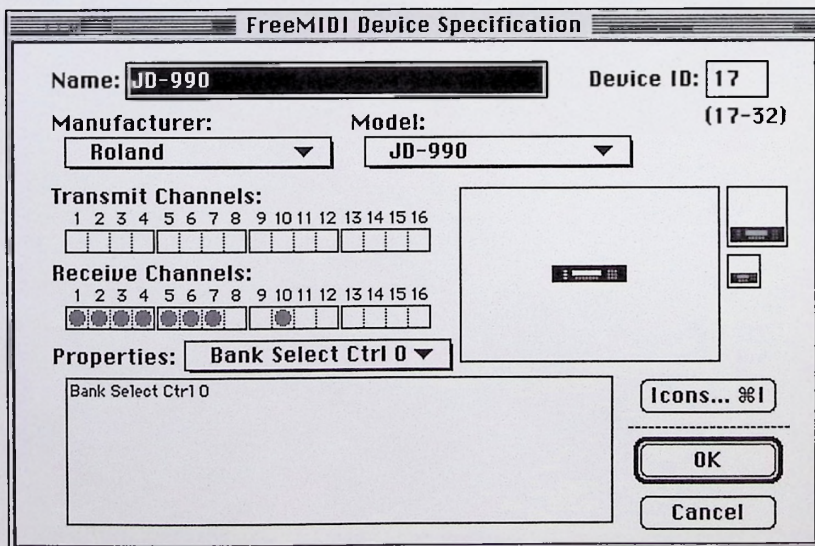 FreeMIDI Device Specification
Name: JD-990
Device ID: 17
(17-32)
Manufacturer: Model:
Roland JD-990
Transmit Channels:
1 2 3 4 5 6 7 8 9 10 11 12 13 14 15 16
Receive Channels:
1 2 3 4 5 6 7 8 9 10 11 12 13 14 15 16
Properties: Bank Select Ctrl 0
Bank Select Ctrl 0
Icons... ⌘I
OK
Cancel